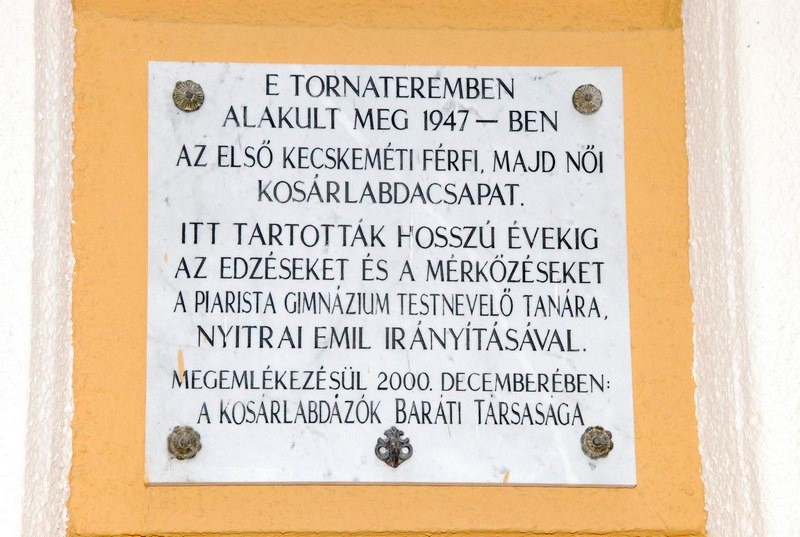 E TORNATEREMBEN
ALAKULT MEG 1947 – BEN
AZ ELSŐ KECSKEMÉTI FÉRFI, MAJD NŐI
KOSÁRLABDACSAPAT.
ITT TARTOTTÁK HOSSZÚ ÉVEKIG
AZ EDZÉSEKET ÉS A MÉRKŐZÉSEKET
A PIARISTA GIMNÁZIUM TESTNEVELŐ TANÁRA,
NYITRAI EMIL IRÁNYÍTÁSÁVAL.
MEGEMLÉKEZÉSÜL 2000. DECEMBERÉBEN:
A KOSÁRLABDÁZÓK BARÁTI TÁRSASÁGA